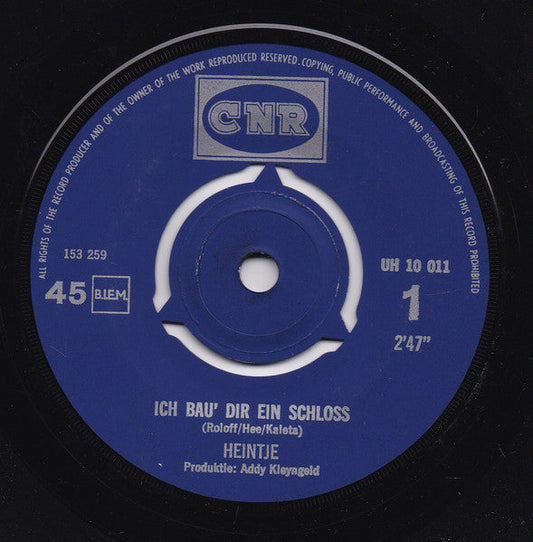 ALL RIGHTS OF THE RECORD PRODUCER AND OF THE OWNER OF THE WORK REPRODUCED RESERVED. COPYING, PUBLIC PERFORMANCE AND BROADCASTING OF THIS RECORD PROHIBITED
CNR
153 259
UH 10 011
45 B.I.E.M.
1
2'47"
ICH BAU' DIR EIN SCHLOSS
(Roloff/Hee/Kaleta)
HEINTJE
Produktie: Addy Kleyngeld